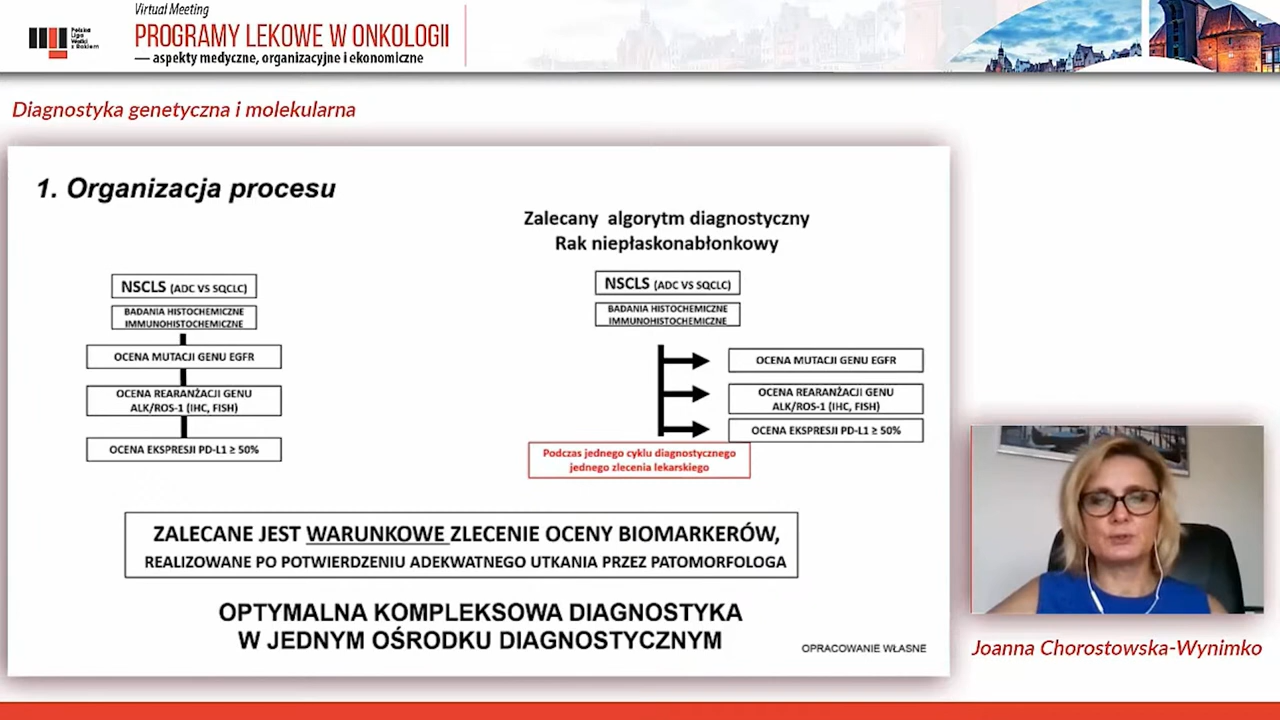 Polska
Liga
Walki
z Rakiem
Virtual Meeting
PROGRAMY LEKOWE W ONKOLOGII
— aspekty medyczne, organizacyjne i ekonomiczne
Diagnostyka genetyczna i molekularna
1. Organizacja procesu
NSCLS (ADC VS SQCLC)
BADANIA HISTOCHEMICZNE
IMMUNOHISTOCHEMICZNE
OCENA MUTACJI GENU EGFR
OCENA REARANŻACJI GENU
ALK/ROS-1 (IHC, FISH)
OCENA EKSPRESJI PD-L1 ≥ 50%
Zalecany algorytm diagnostyczny
Rak niepłaskonabłonkowy
NSCLS (ADC VS SQCLC)
BADANIA HISTOCHEMICZNE
IMMUNOHISTOCHEMICZNE
OCENA MUTACJI GENU EGFR
OCENA REARANŻACJI GENU
ALK/ROS-1 (IHC, FISH)
OCENA EKSPRESJI PD-L1 ≥ 50%
Podczas jednego cyklu diagnostycznego
jednego zlecenia lekarskiego
ZALECANE JEST WARUNKOWE ZLECENIE OCENY BIOMARKERÓW,
REALIZOWANE PO POTWIERDZENIU ADEKWATNEGO UTKANIA PRZEZ PATOMORFOLOGA
OPTYMALNA KOMPLEKSOWA DIAGNOSTYKA
W JEDNYM OŚRODKU DIAGNOSTYCZNYM
OPRACOWANIE WŁASNE
Joanna Chorostowska-Wynimko